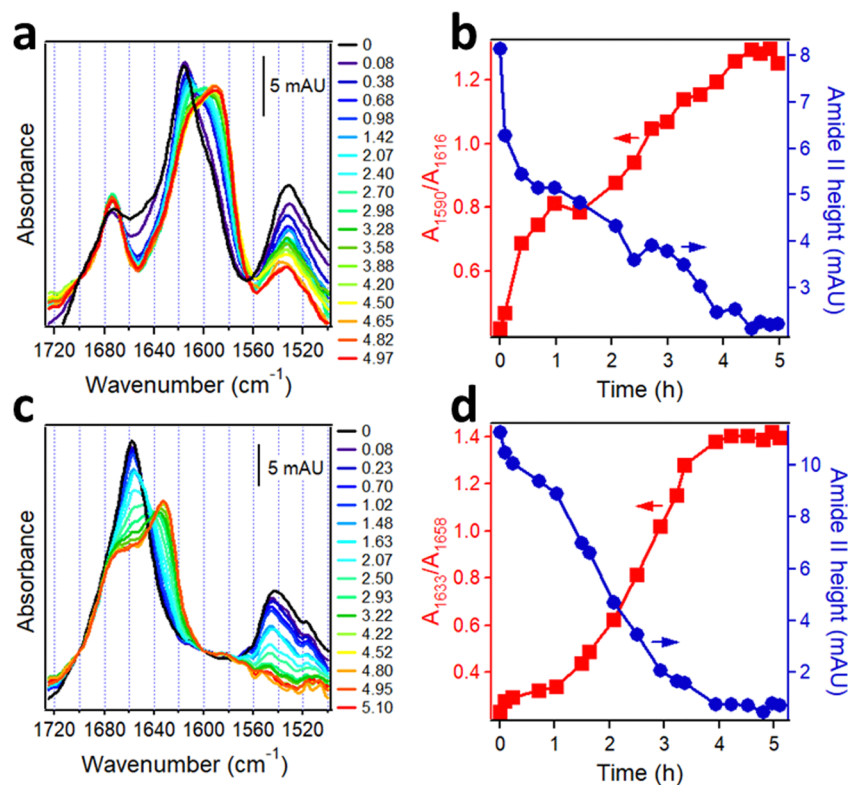 a
Absorbance
5 mAU
0
0.08
0.38
0.68
0.98
1.42
2.07
2.40
2.70
2.98
3.28
3.58
3.88
4.20
4.50
4.65
4.82
4.97
1720 1680 1640 1600 1560 1520
Wavenumber (cm⁻¹)
b
A₁₅₉₀/A₁₆₁₆
1.2
1.0
0.8
0.6
8
7
6
5
4
3
Amide II height (mAU)
0 1 2 3 4 5
Time (h)
c
Absorbance
5 mAU
0
0.08
0.23
0.70
1.02
1.48
1.63
2.07
2.50
2.93
3.22
4.22
4.52
4.80
4.95
5.10
1720 1680 1640 1600 1560 1520
Wavenumber (cm⁻¹)
d
A₁₆₃₃/A₁₆₅₈
1.4
1.2
1.0
0.8
0.6
0.4
10
8
6
4
2
Amide II height (mAU)
0 1 2 3 4 5
Time (h)